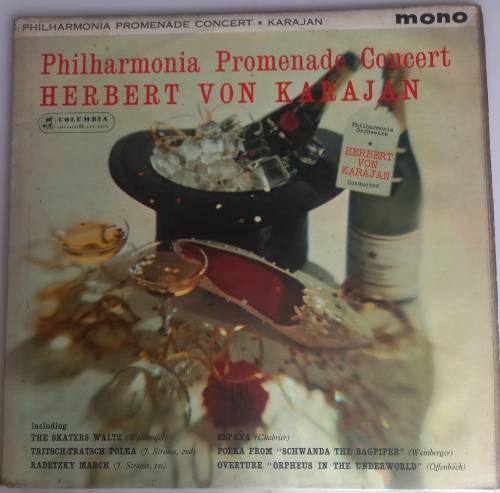 PHILHARMONIA PROMENADE CONCERT ★ KARAJAN
mono
Philharmonia Promenade Concert
HERBERT VON KARAJAN
COLUMBIA
Philharmonia
Orchestra
★
HERBERT
VON
KARAJAN
Conductor
including
THE SKATERS WALTZ (Waldteufel)
TRITSCH-TRATSCH POLKA (J. Strauss, 2nd)
RADETZKY MARCH (J. Strauss, 1st)
ESPAÑA (Chabrier)
POLKA FROM "SCHWANDA THE BAGPIPER" (Weinberger)
OVERTURE "ORPHEUS IN THE UNDERWORLD" (Offenbach)